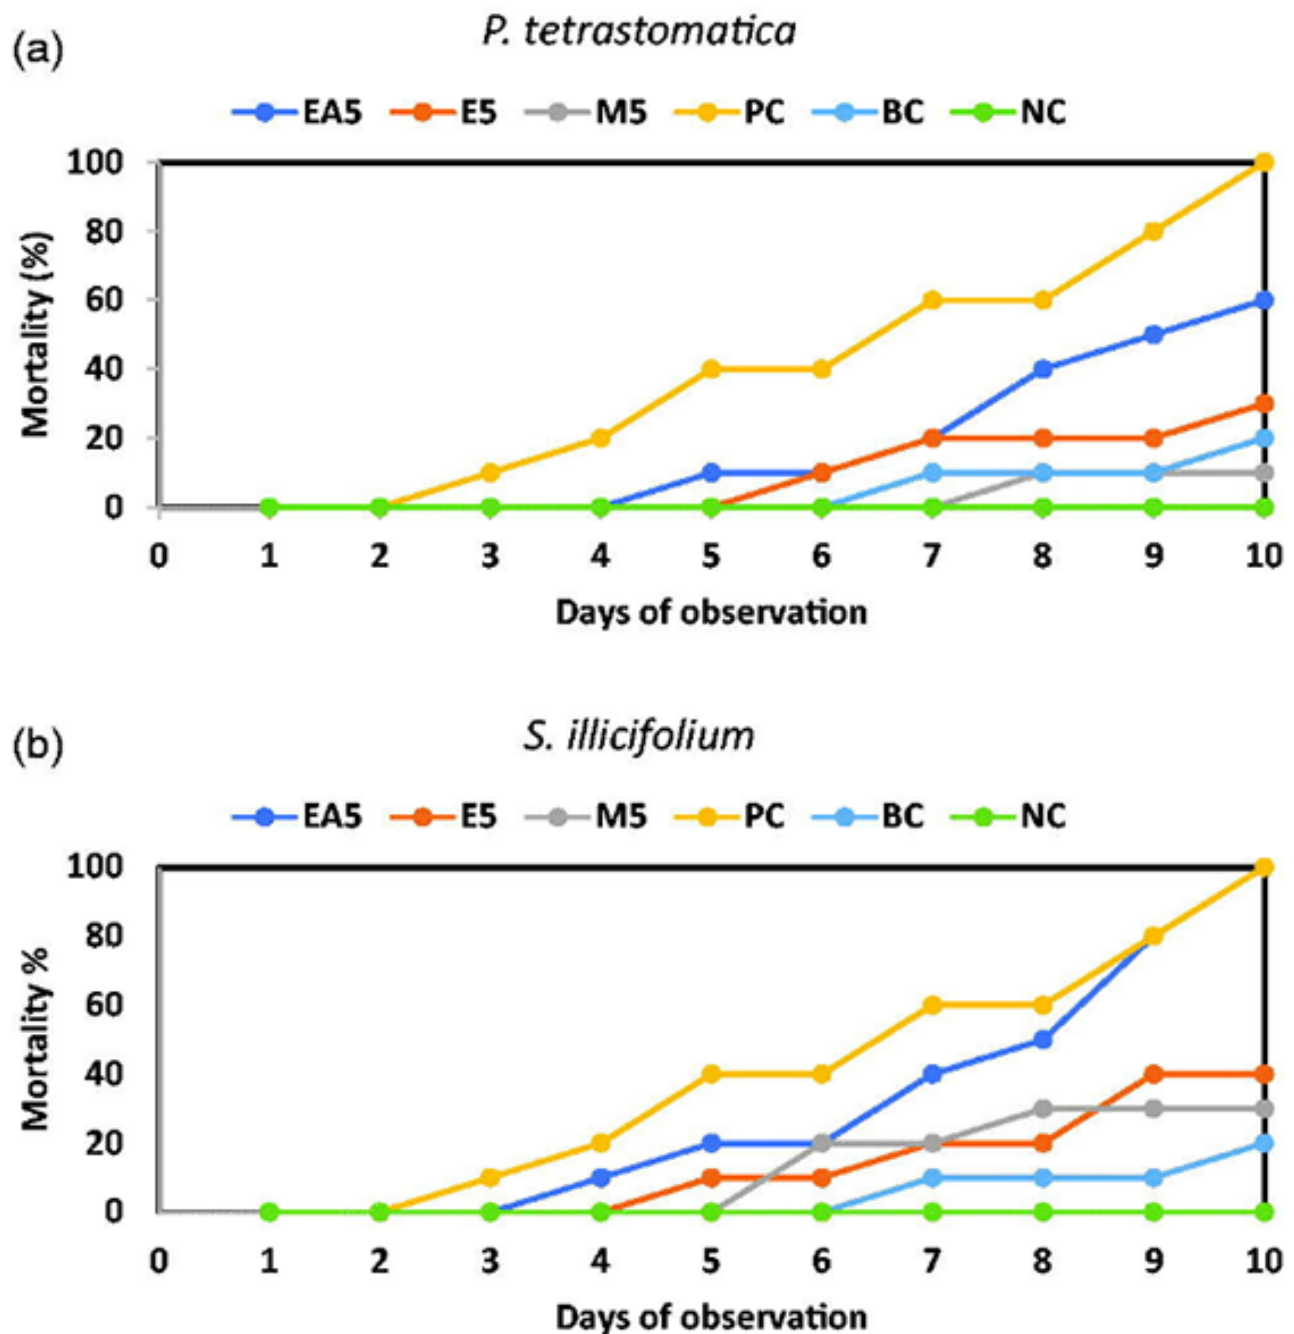 (a)
P. tetrastomatica
EA5 E5 M5 PC BC NC
Mortality (%)
100
80
60
40
20
0
0 1 2 3 4 5 6 7 8 9 10
Days of observation
(b)
S. illicifolium
EA5 E5 M5 PC BC NC
Mortality %
100
80
60
40
20
0
0 1 2 3 4 5 6 7 8 9 10
Days of observation